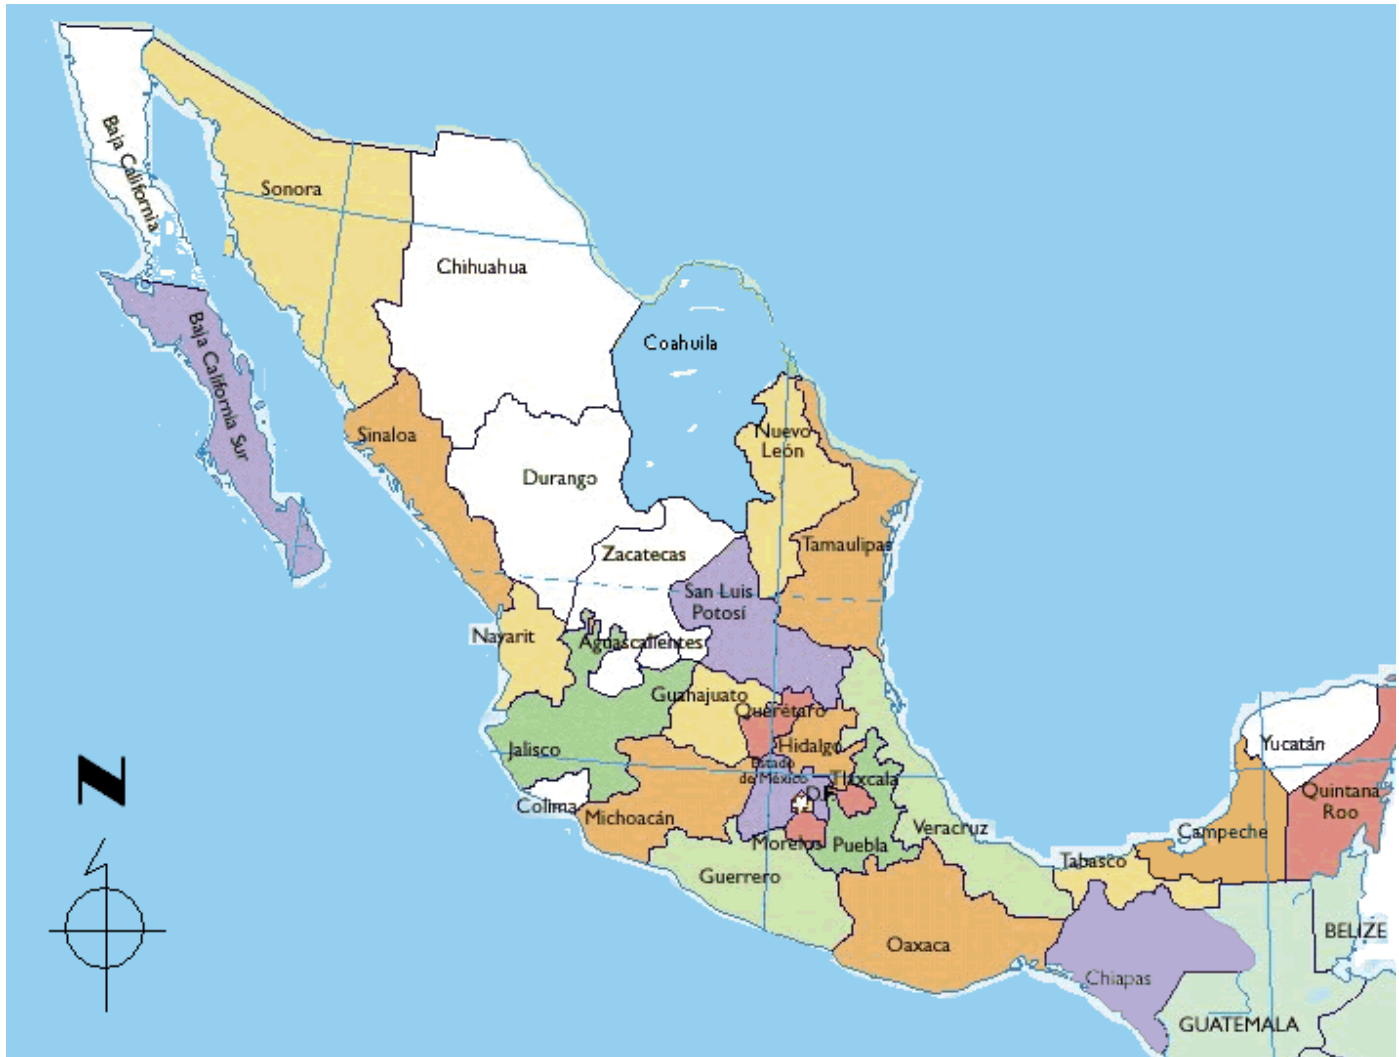 Baja California
Sonora
Chihuahua
Coahuila
Baja California Sur
Sinaloa
Nuevo
León
Durango
Tamaulipas
Zacatecas
San Luis
Potosí
Nayarit
Aguascalientes
Guanajuato
Querétaro
Jalisco
Hidalgo
Yucatán
Estado
de México
Tlaxcala
D.F.
Quintana
Roo
Colima
Michoacán
Morelos
Puebla
Veracruz
Campeche
Tabasco
Guerrero
Oaxaca
BELIZE
Chiapas
GUATEMALA
N